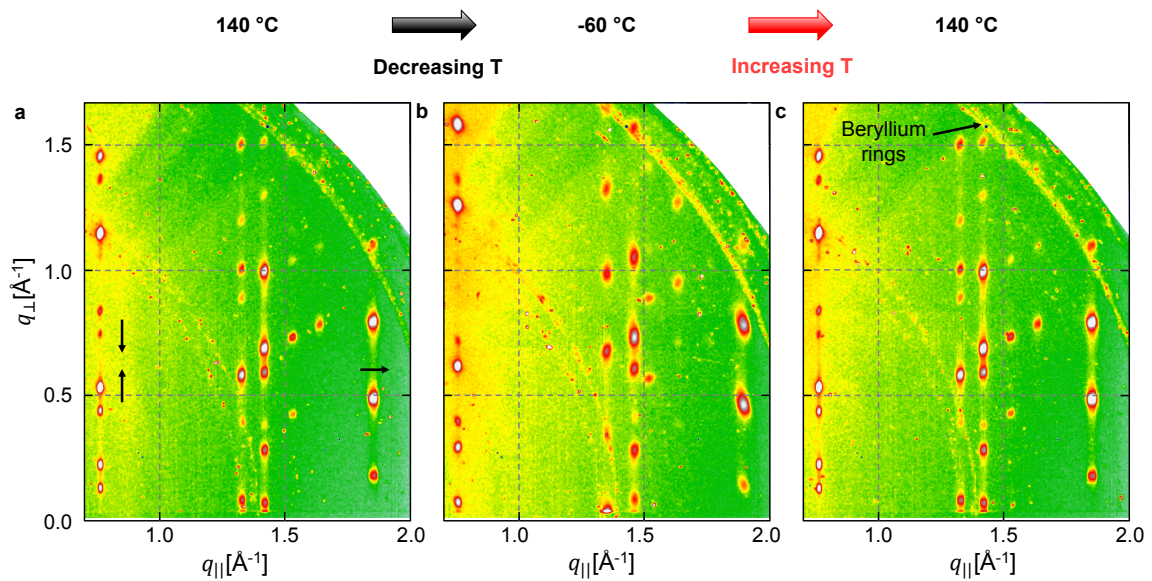 140 °C -60 °C 140 °C
Decreasing T Increasing T
a b c
Beryllium
rings
1.5
1.0
0.5
0.0
q⊥[Å-1]
1.0 1.5 2.0 1.0 1.5 2.0 1.0 1.5 2.0
q||[Å-1] q||[Å-1] q||[Å-1]